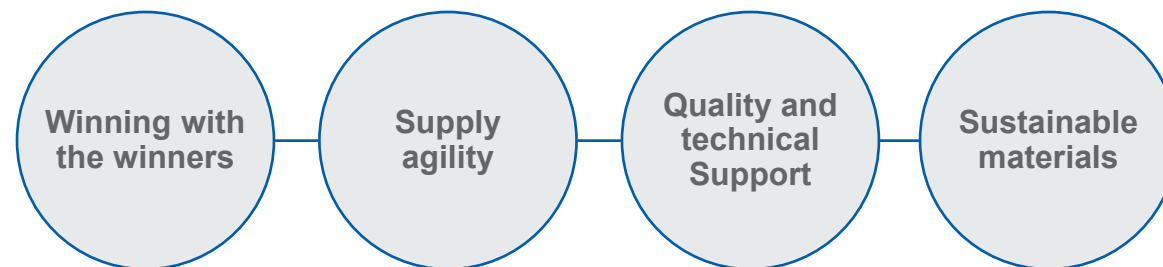 Winning with
the winners
Supply
agility
Quality and
technical
Support
Sustainable
materials